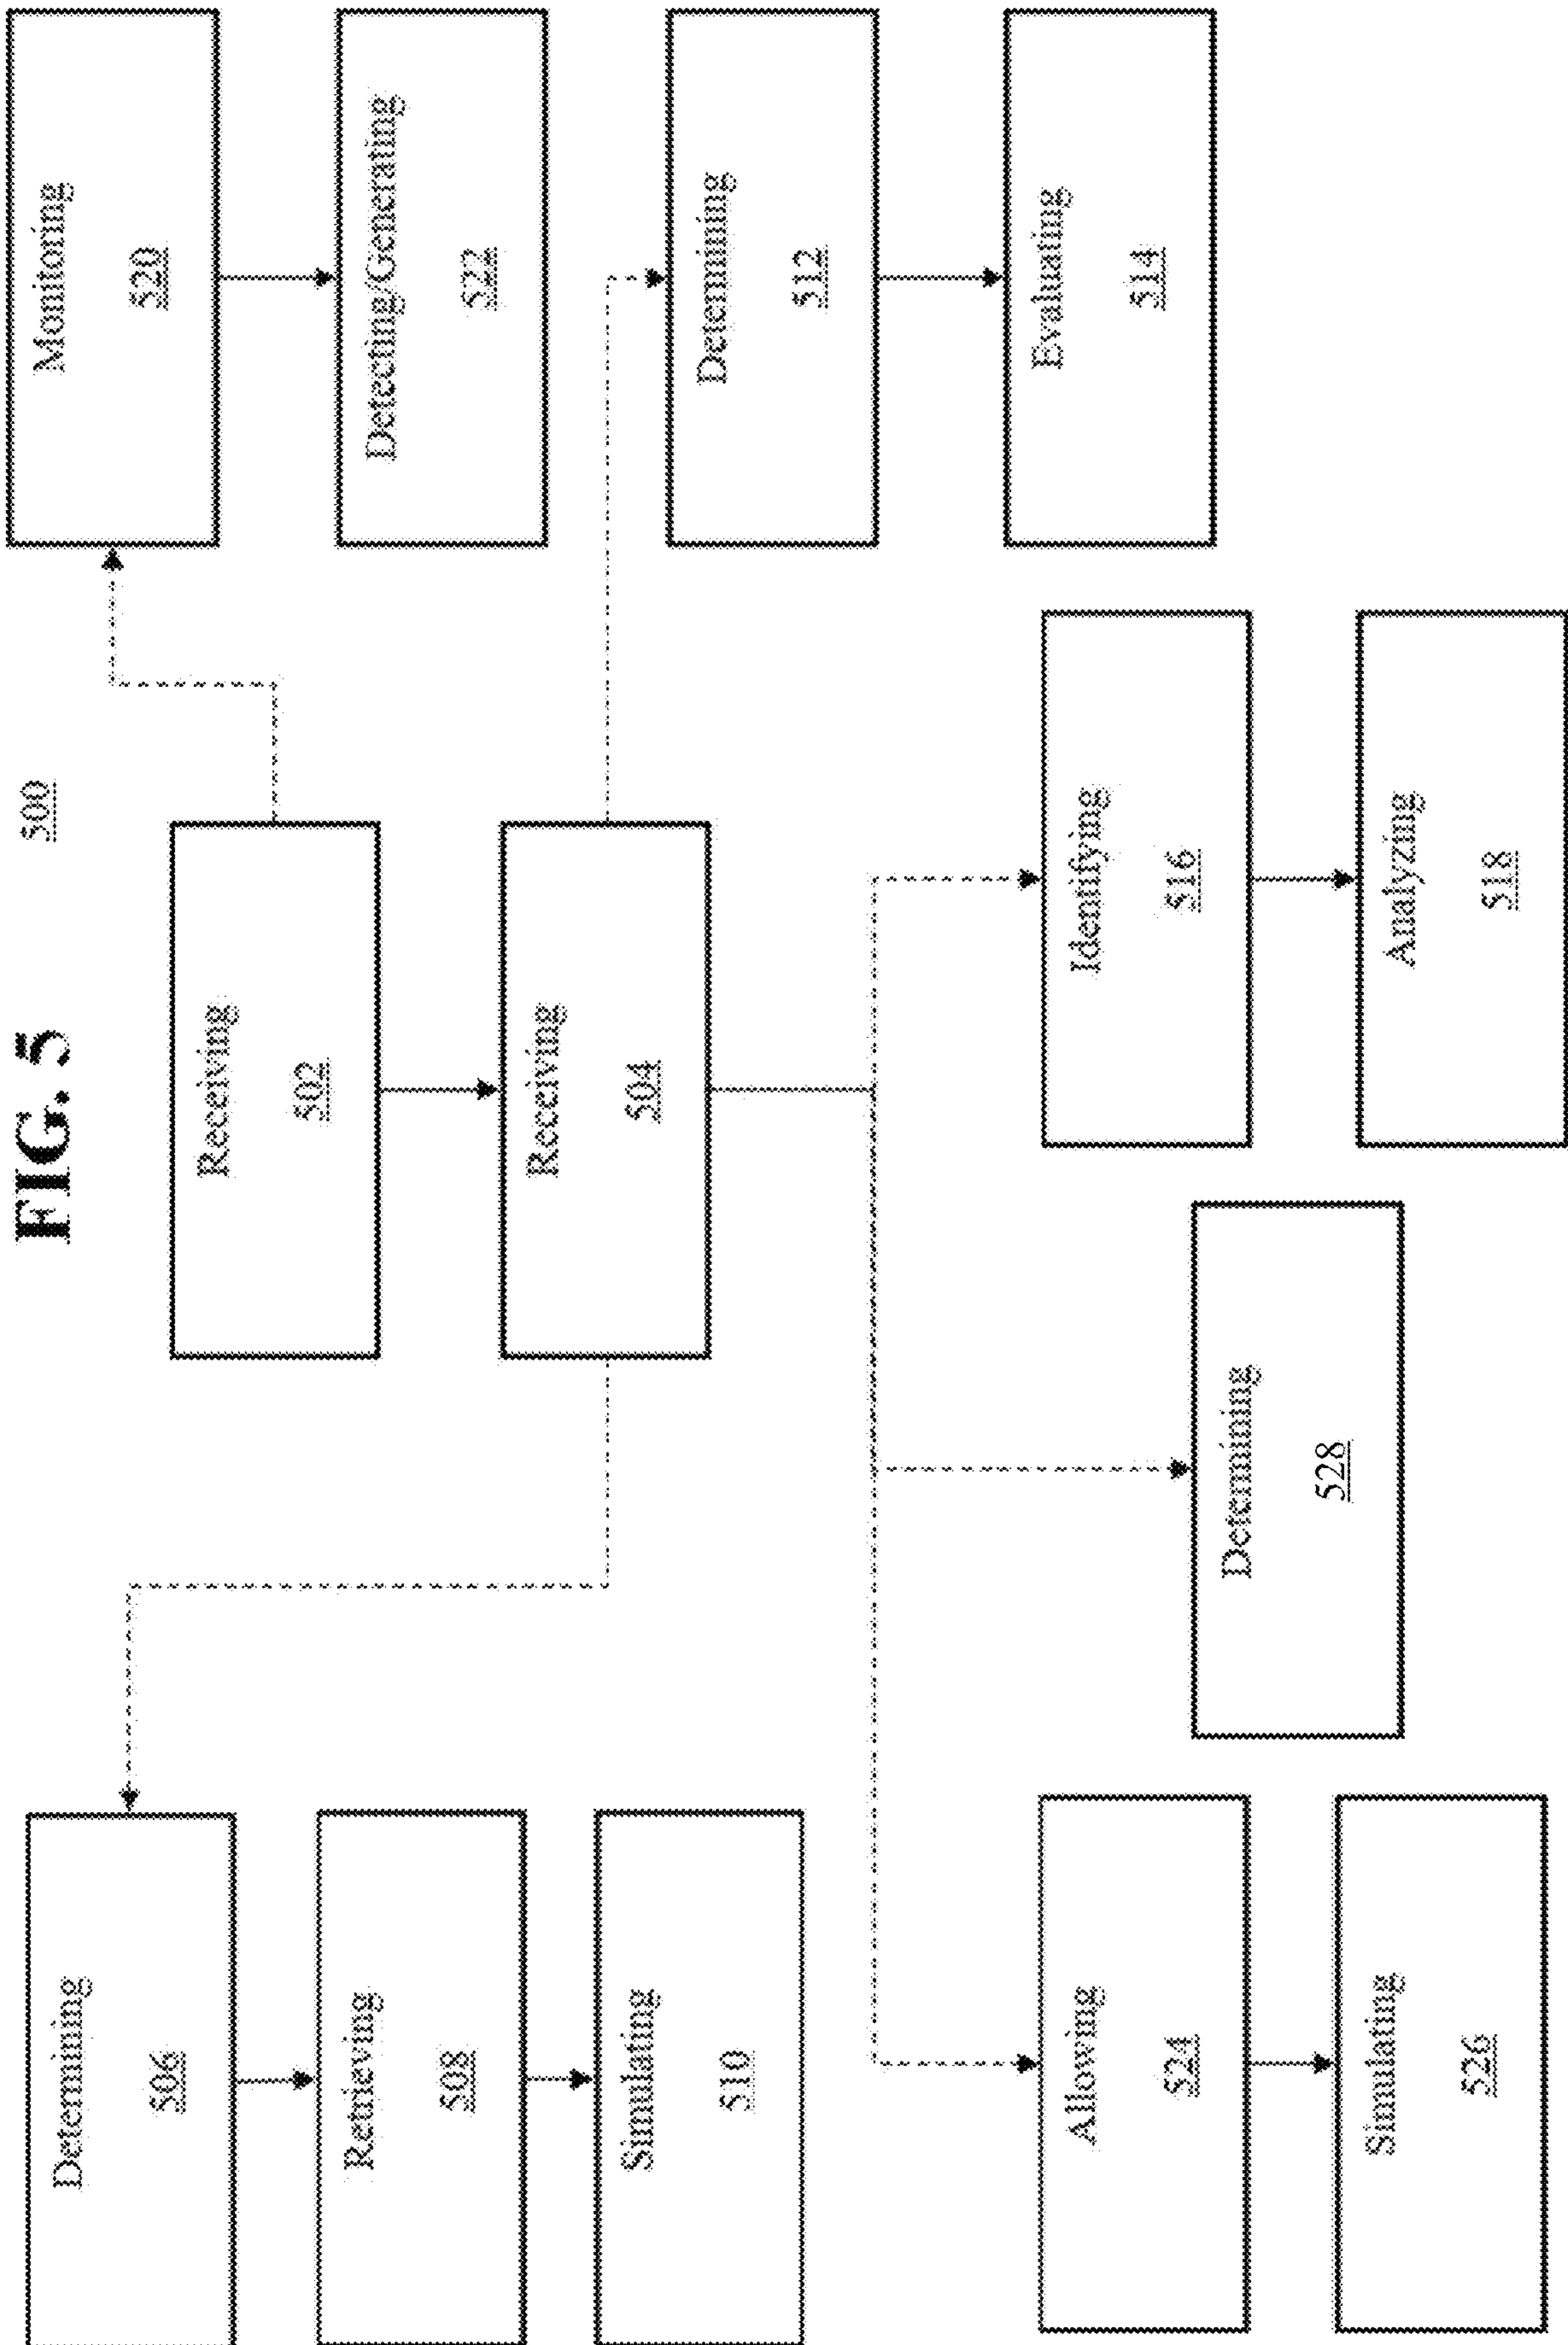 FIG. 5
500
Determining
506
Retrieving
508
Simulating
510
Receiving
502
Receiving
504
Monitoring
520
Detecting/Generating
522
Determining
512
Evaluating
514
Allowing
524
Simulating
526
Determining
528
Identifying
516
Analyzing
518